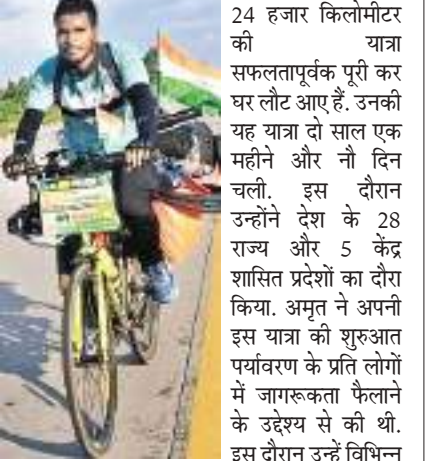 24 हजार किलोमीटर
की यात्रा
सफलतापूर्वक पूरी कर
घर लौट आए हैं. उनकी
यह यात्रा दो साल एक
महीने और नौ दिन
चली. इस दौरान
उन्होंने देश के 28
राज्य और 5 केंद्र
शासित प्रदेशों का दौरा
किया. अमृत ने अपनी
इस यात्रा की शुरुआत
पर्यावरण के प्रति लोगों
में जागरूकता फैलाने
के उद्देश्य से की थी.
इस दौरान उन्हें विभिन्न